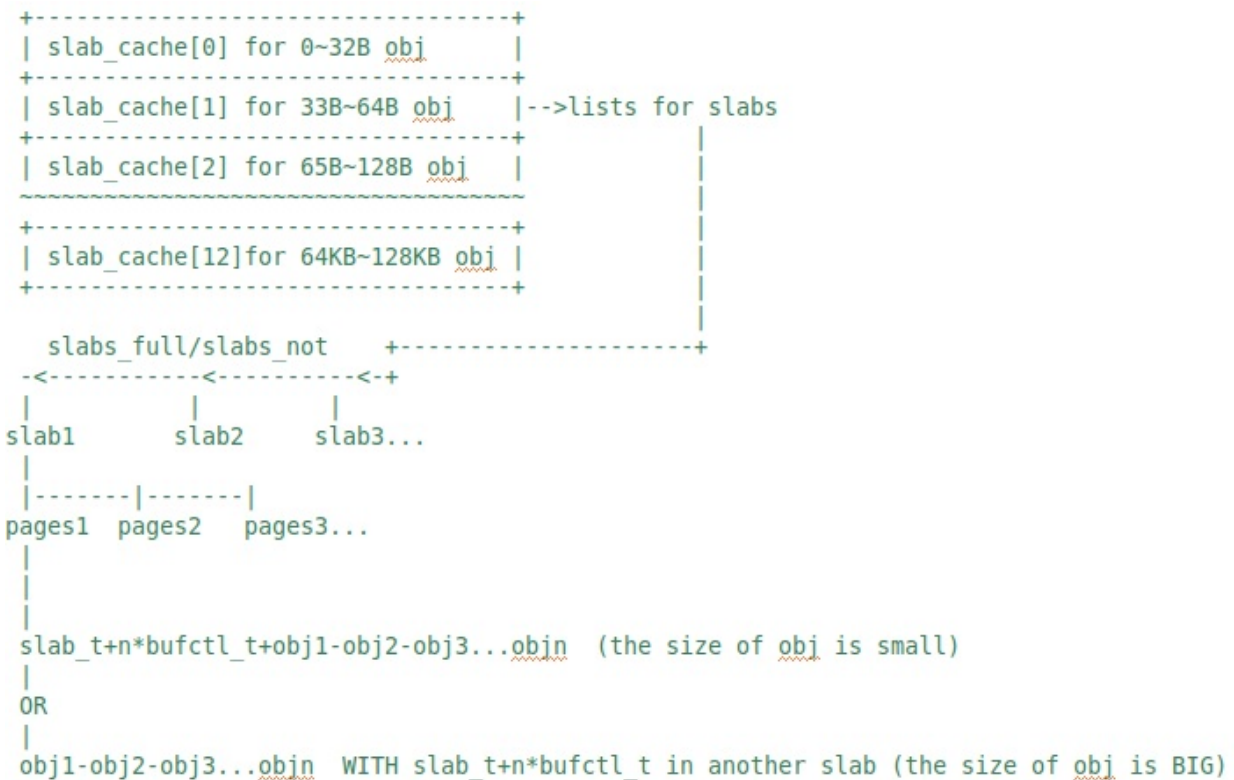 +-----------------------------------+
| slab_cache[0] for 0~32B obj       |
+-----------------------------------+
| slab_cache[1] for 33B~64B obj    |-->lists for slabs
+-----------------------------------+            |
| slab_cache[2] for 65B~128B obj   |            |
~~~~~~~~~~~~~~~~~~~~~~~~~~~~~~~~~~~~            |
+-----------------------------------+            |
| slab_cache[12]for 64KB~128KB obj |            |
+-----------------------------------+            |
                                                |
  slabs_full/slabs_not    +---------------------+
-<-----------<----------<-+
|           |         |
slab1       slab2     slab3...
|
|-------|-------|
pages1  pages2   pages3...
|
|
|
slab_t+n*bufctl_t+obj1-obj2-obj3...objn  (the size of obj is small)
|
OR
|
obj1-obj2-obj3...objn  WITH slab_t+n*bufctl_t in another slab (the size of obj is BIG)